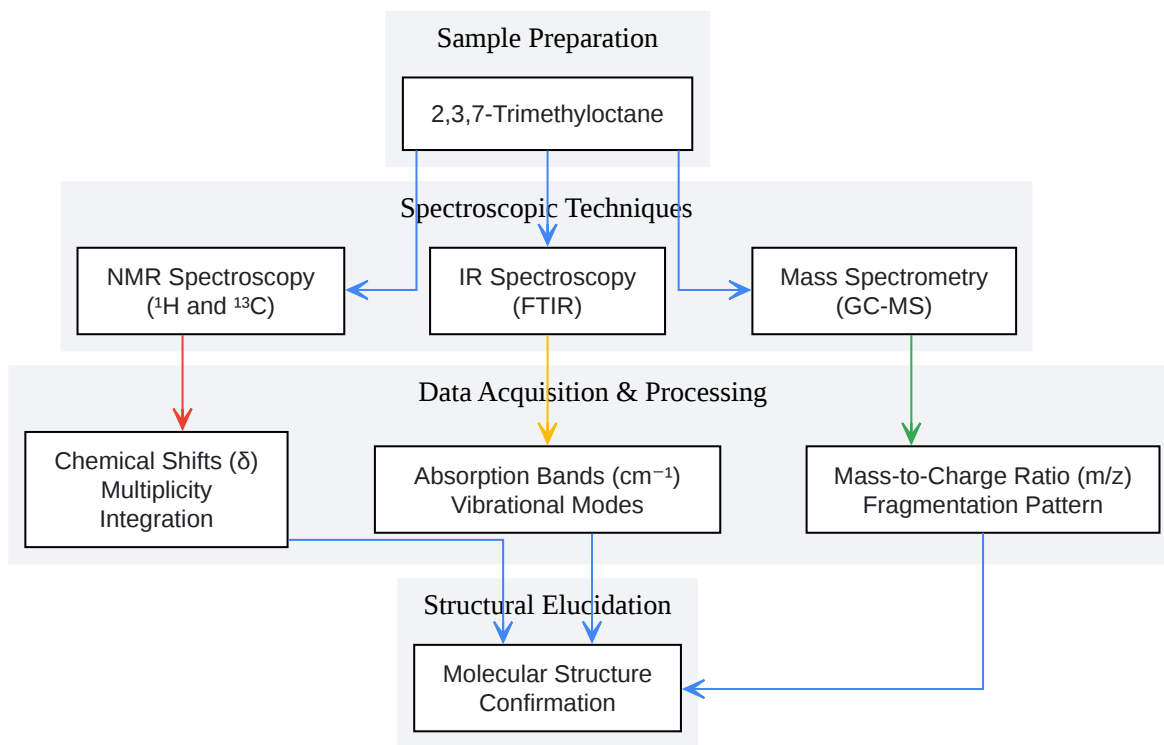 Sample Preparation
2,3,7-Trimethyloctane
Spectroscopic Techniques
NMR Spectroscopy
(¹H and ¹³C)
IR Spectroscopy
(FTIR)
Mass Spectrometry
(GC-MS)
Data Acquisition & Processing
Chemical Shifts (δ)
Multiplicity
Integration
Absorption Bands (cm⁻¹)
Vibrational Modes
Mass-to-Charge Ratio (m/z)
Fragmentation Pattern
Structural Elucidation
Molecular Structure
Confirmation